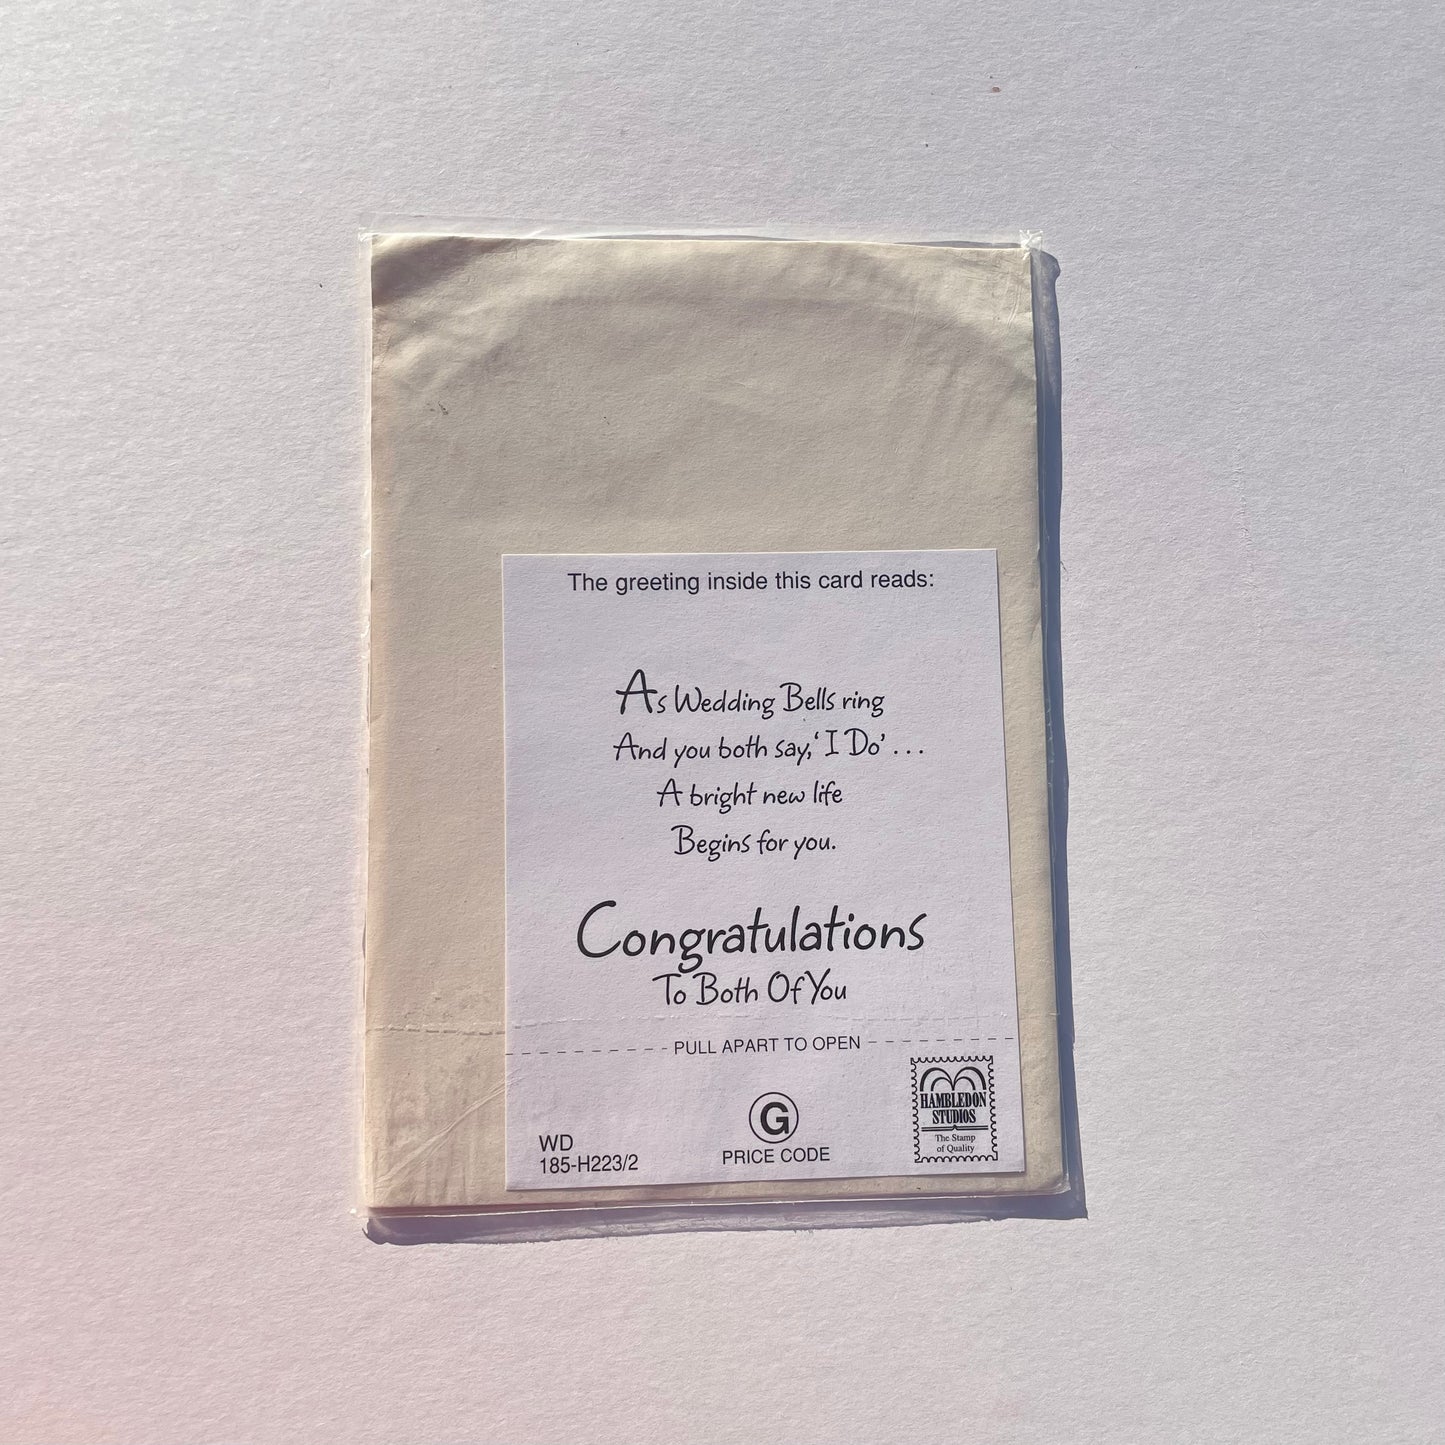 The greeting inside this card reads:
As Wedding Bells ring
And you both say,‘I Do’ . . .
A bright new life
Begins for you.
Congratulations
To Both Of You
PULL APART TO OPEN
WD
185-H223/2
G
PRICE CODE
HAMBLEDON
STUDIOS
The Stamp
of Quality